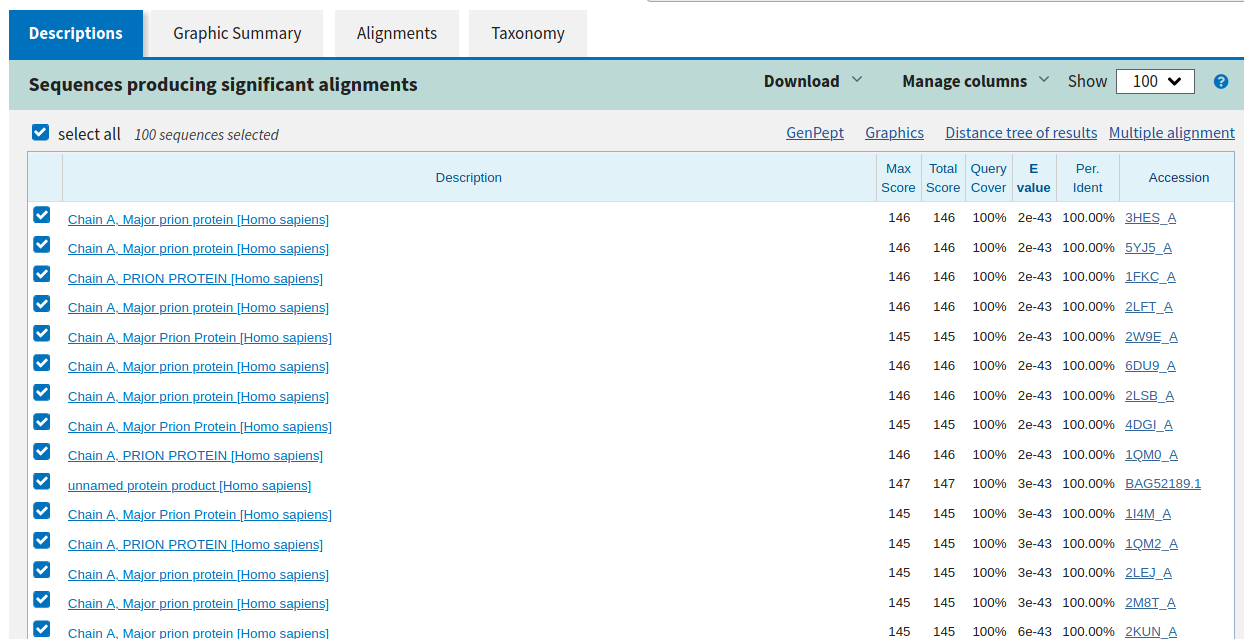 Descriptions Graphic Summary Alignments Taxonomy
Sequences producing significant alignments Download Manage columns Show 100 ?
select all 100 sequences selected GenPept Graphics Distance tree of results Multiple alignment
Description Max Score Total Score Query Cover E value Per. Ident Accession
Chain A, Major prion protein [Homo sapiens] 146 146 100% 2e-43 100.00% 3HES_A
Chain A, Major prion protein [Homo sapiens] 146 146 100% 2e-43 100.00% 5YJ5_A
Chain A, PRION PROTEIN [Homo sapiens] 146 146 100% 2e-43 100.00% 1FKC_A
Chain A, Major prion protein [Homo sapiens] 146 146 100% 2e-43 100.00% 2LFT_A
Chain A, Major Prion Protein [Homo sapiens] 145 145 100% 2e-43 100.00% 2W9E_A
Chain A, Major prion protein [Homo sapiens] 146 146 100% 2e-43 100.00% 6DU9_A
Chain A, Major prion protein [Homo sapiens] 146 146 100% 2e-43 100.00% 2LSB_A
Chain A, Major Prion Protein [Homo sapiens] 145 145 100% 2e-43 100.00% 4DGI_A
Chain A, PRION PROTEIN [Homo sapiens] 146 146 100% 2e-43 100.00% 1QM0_A
unnamed protein product [Homo sapiens] 147 147 100% 3e-43 100.00% BAG52189.1
Chain A, Major Prion Protein [Homo sapiens] 145 145 100% 3e-43 100.00% 1I4M_A
Chain A, PRION PROTEIN [Homo sapiens] 145 145 100% 3e-43 100.00% 1QM2_A
Chain A, Major prion protein [Homo sapiens] 145 145 100% 3e-43 100.00% 2LEJ_A
Chain A, Major prion protein [Homo sapiens] 145 145 100% 3e-43 100.00% 2M8T_A
Chain A, Major prion protein [Homo sapiens] 145 145 100% 6e-43 100.00% 2KUN_A